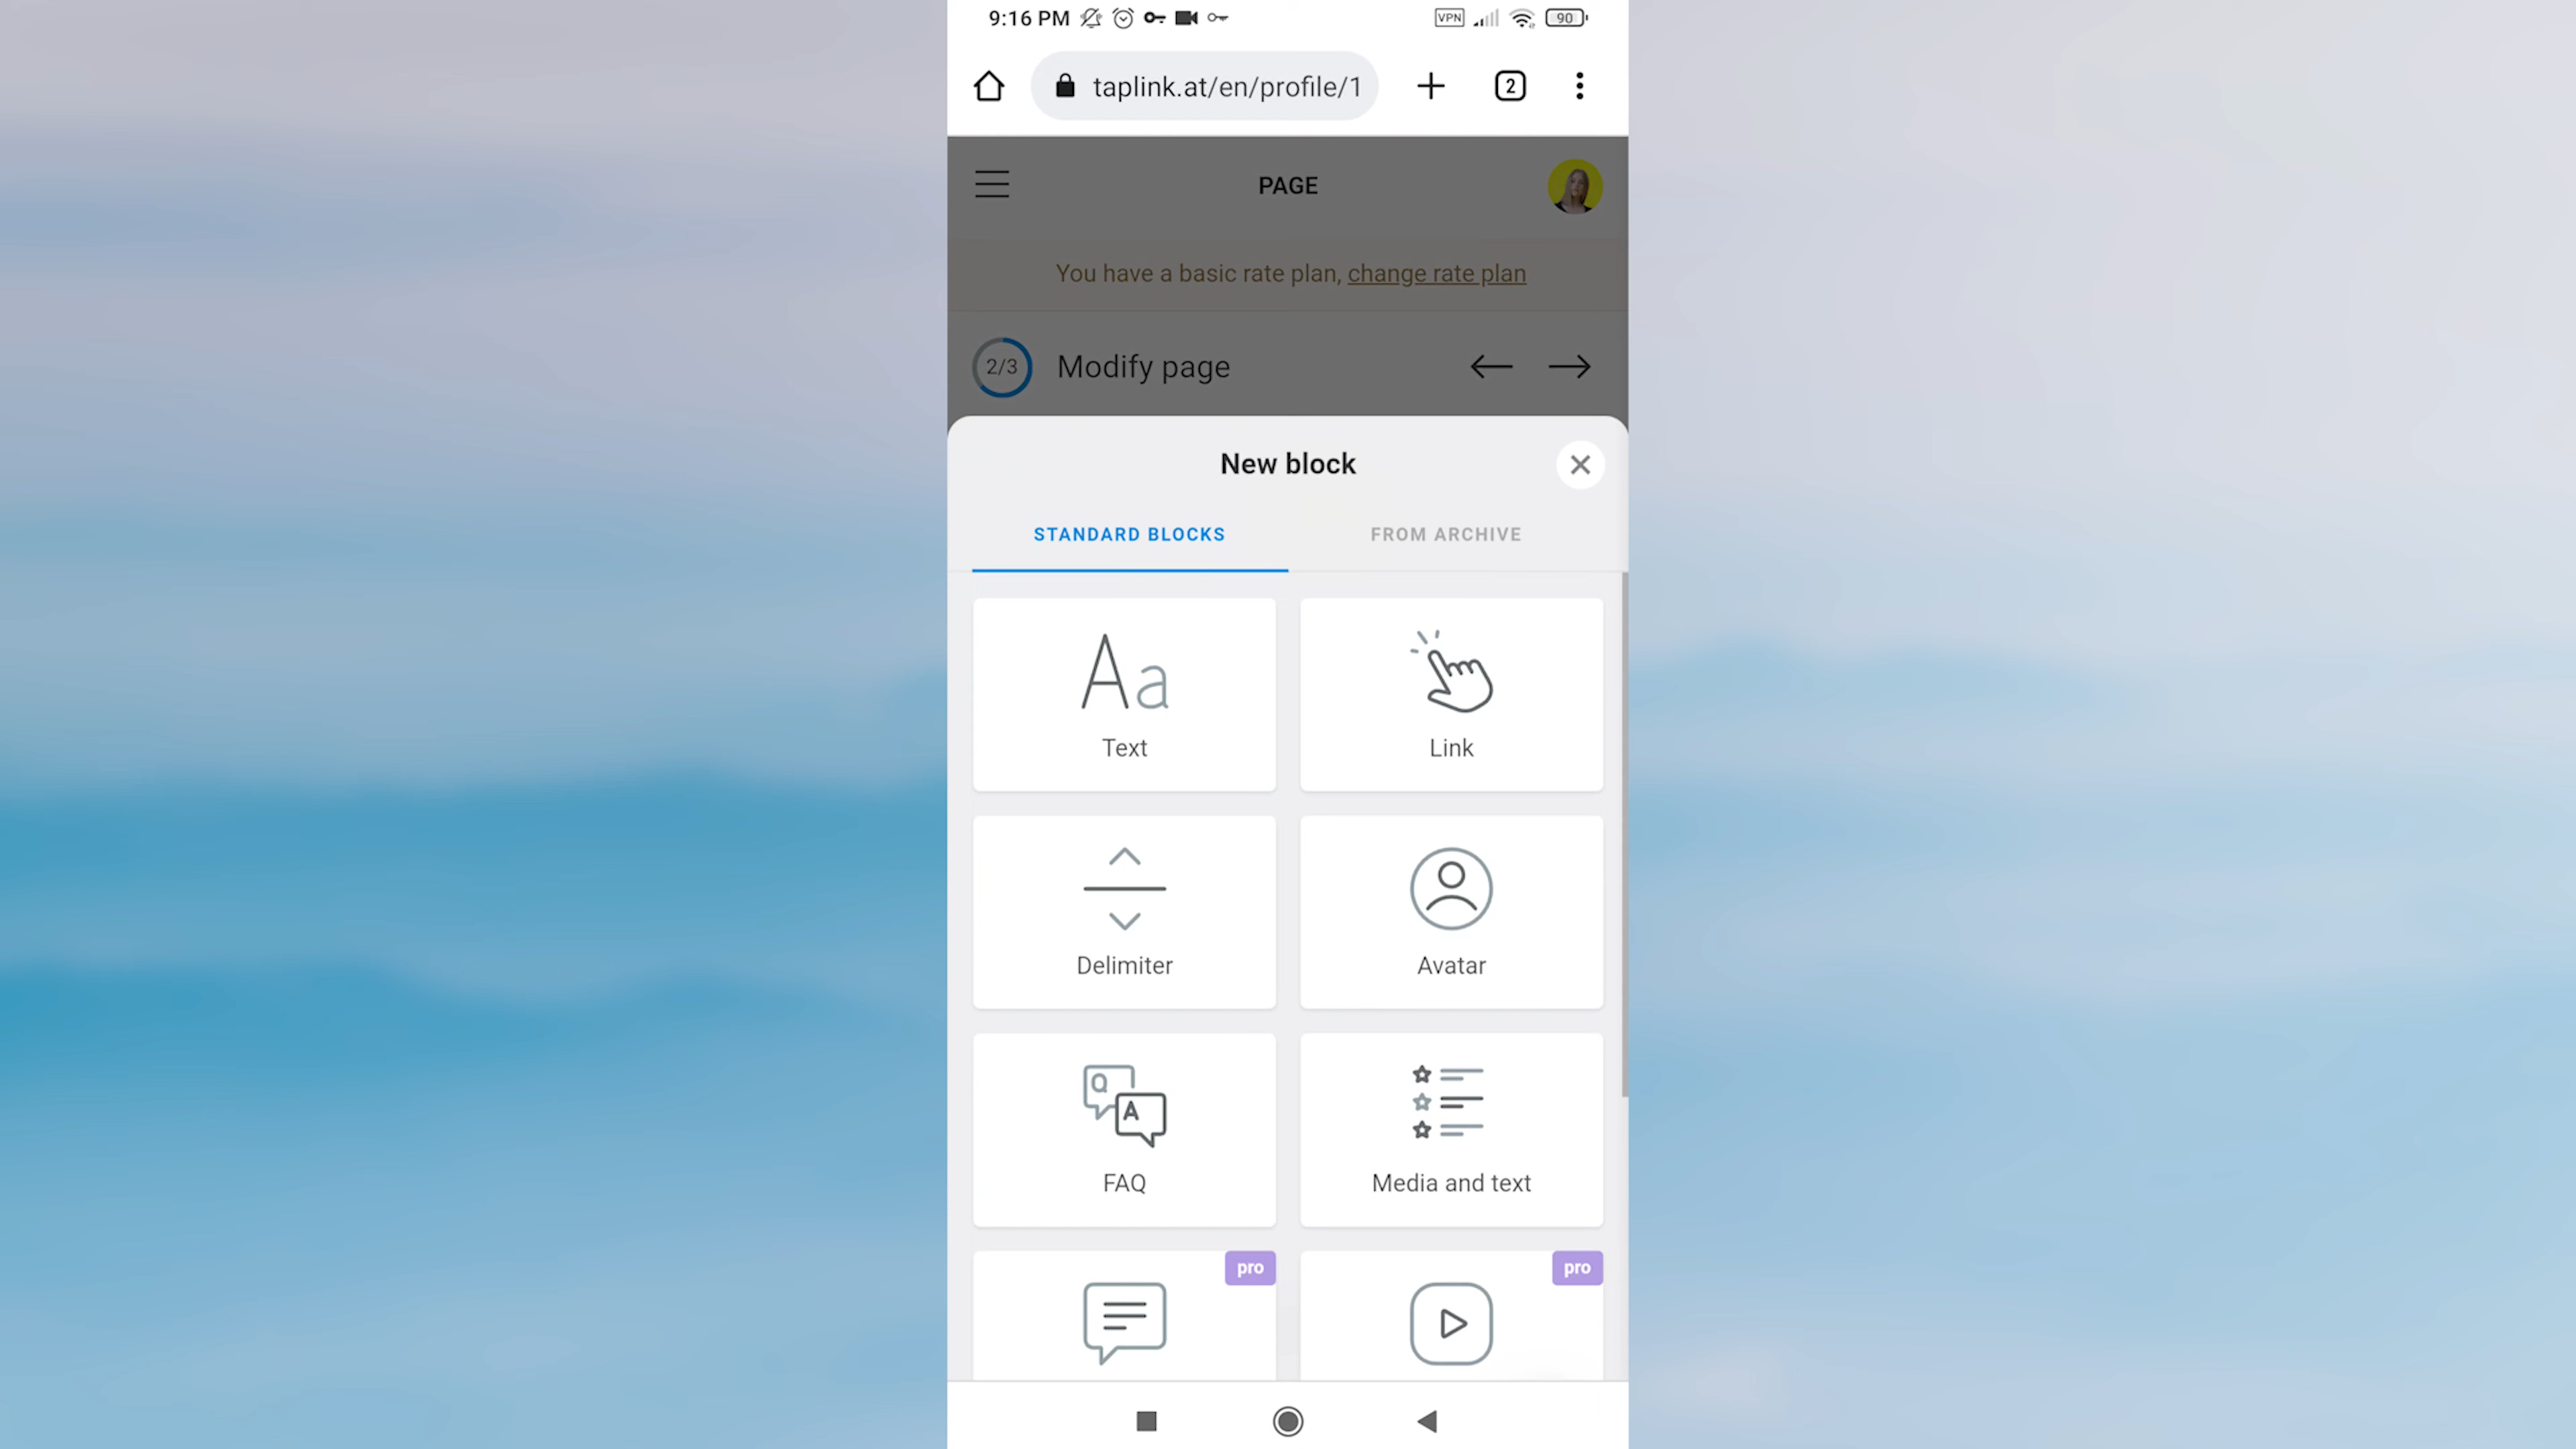 9:16 PM
VPN
90
taplink.at/en/profile/1
2
PAGE
You have a basic rate plan, change rate plan
2/3
Modify page
New block
STANDARD BLOCKS
FROM ARCHIVE
Aa
Text
Link
Delimiter
Avatar
Q
A
FAQ
Media and text
pro
pro